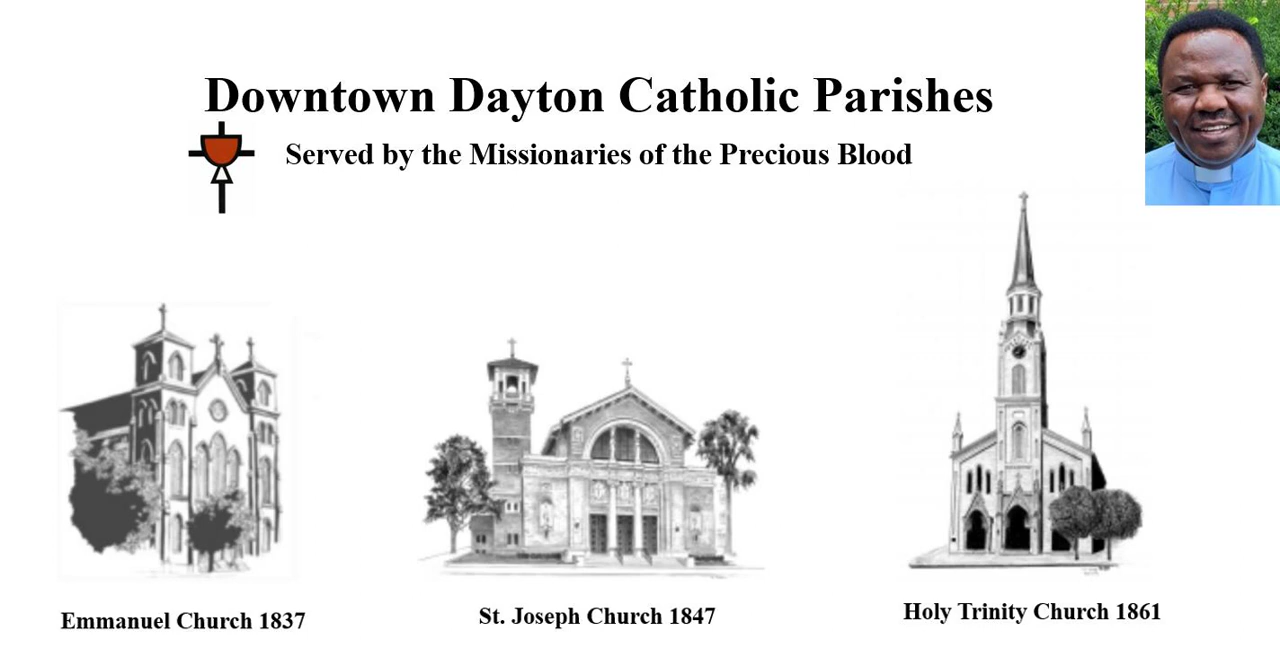 Downtown Dayton Catholic Parishes
Served by the Missionaries of the Precious Blood
Emmanuel Church 1837
St. Joseph Church 1847
Holy Trinity Church 1861